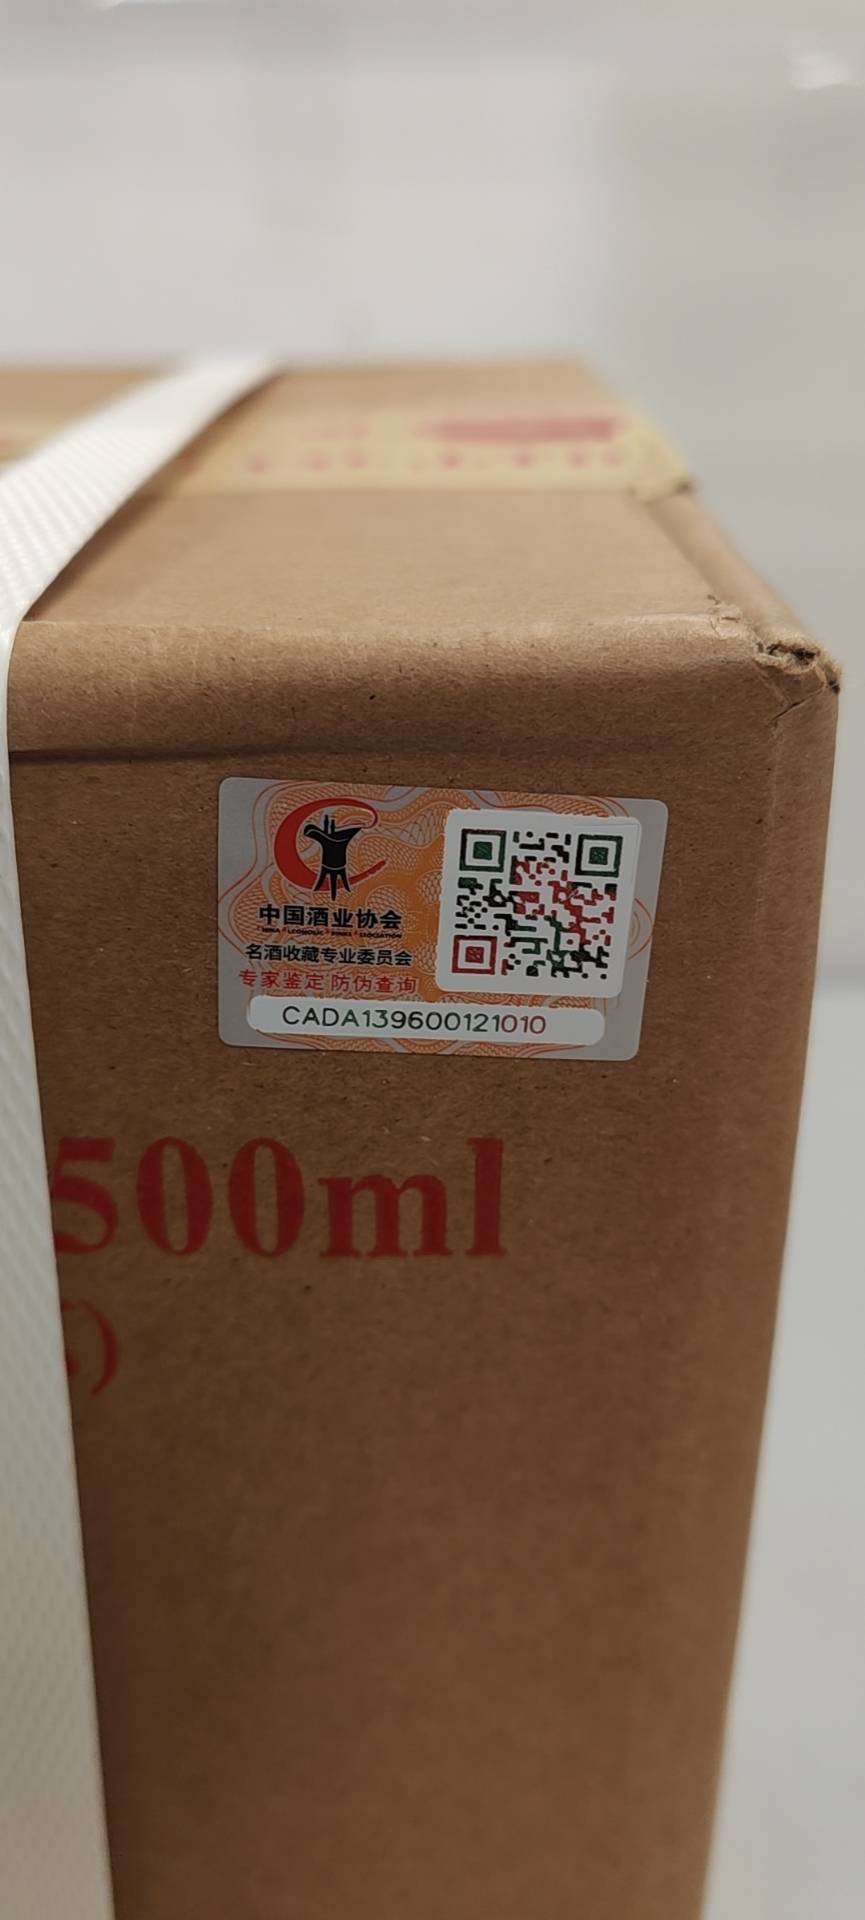 中国酒业协会
名酒收藏专业委员会
专家鉴定 防伪查询
CADA139600121010
500ml